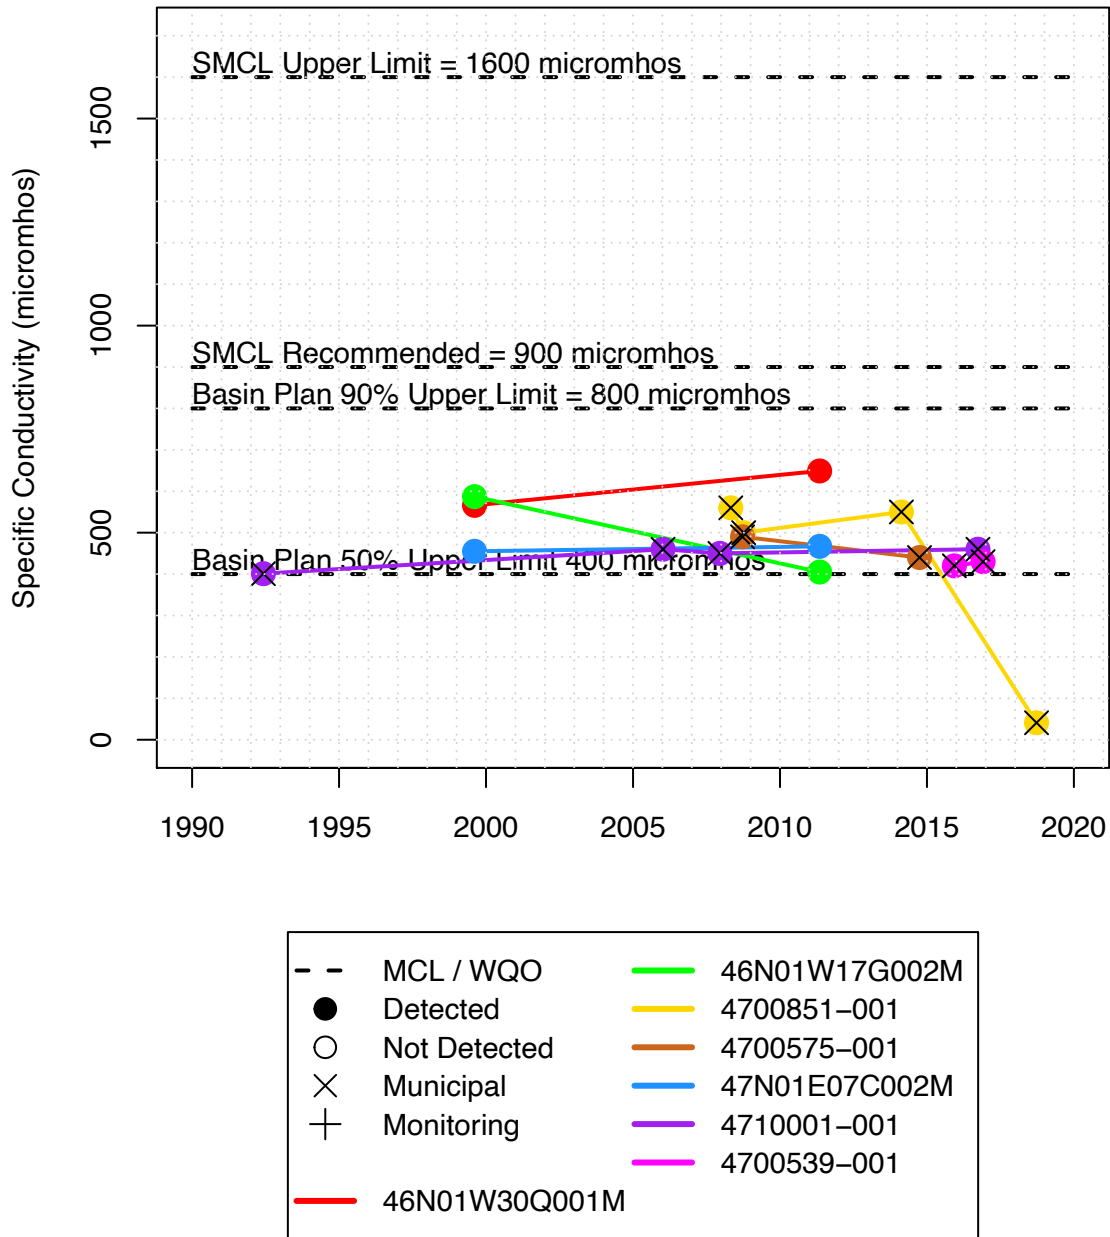 Specific Conductivity (micromhos)
1500
1000
500
0
SMCL Upper Limit = 1600 micromhos
SMCL Recommended = 900 micromhos
Basin Plan 90% Upper Limit = 800 micromhos
Basin Plan 50% Upper Limit 400 micromhos
1990 1995 2000 2005 2010 2015 2020
MCL / WQO
Detected
Not Detected
Municipal
Monitoring
46N01W30Q001M
46N01W17G002M
4700851−001
4700575−001
47N01E07C002M
4710001−001
4700539−001